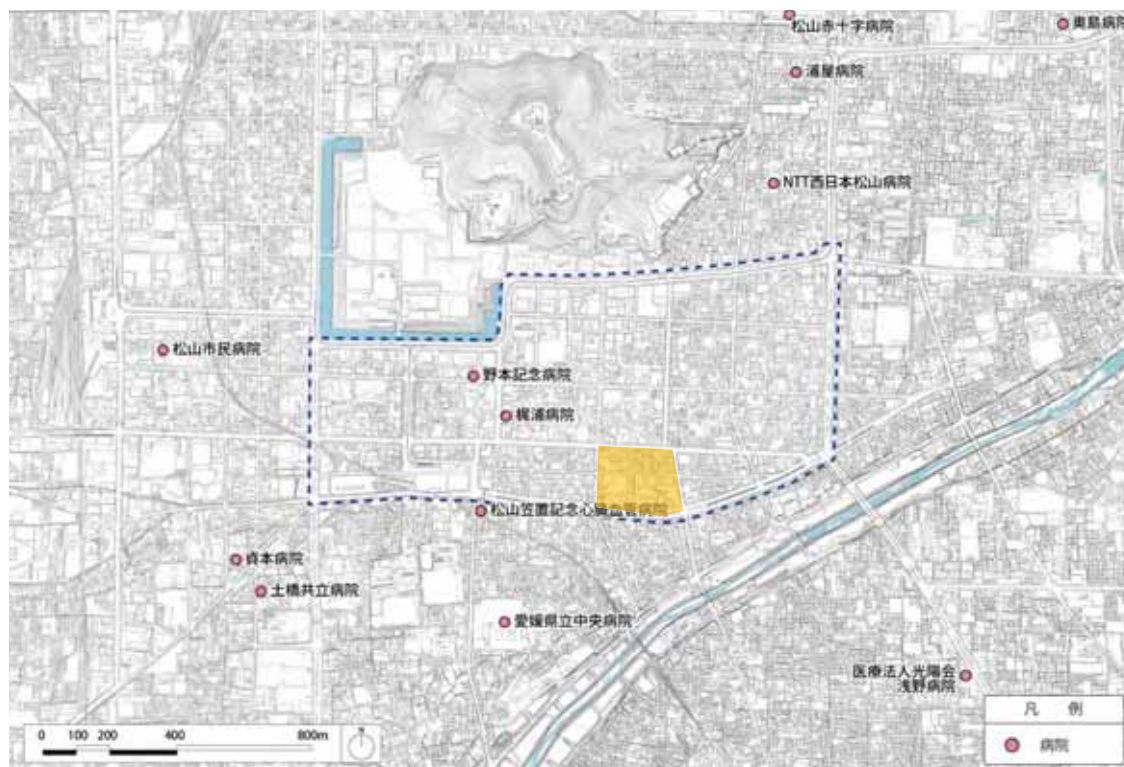 松山赤十字病院
奥島病院
浦屋病院
NTT西日本松山病院
松山市民病院
野本記念病院
梶浦病院
松山笠置記念心臓血管病院
貞本病院
土橋共立病院
愛媛県立中央病院
医療法人光陽会
浅野病院
凡 例
病院
0 100 200 400 800m